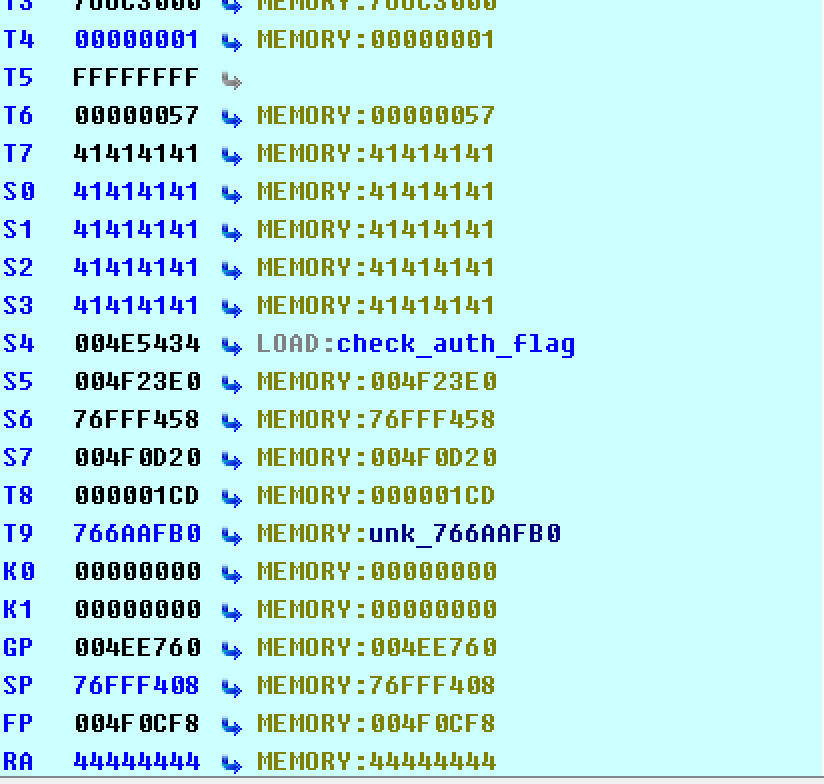 T4 00000001 MEMORY:00000001
T5 FFFFFFFF
T6 00000057 MEMORY:00000057
T7 41414141 MEMORY:41414141
S0 41414141 MEMORY:41414141
S1 41414141 MEMORY:41414141
S2 41414141 MEMORY:41414141
S3 41414141 MEMORY:41414141
S4 004E5434 LOAD:check_auth_flag
S5 004F23E0 MEMORY:004F23E0
S6 76FFF458 MEMORY:76FFF458
S7 004F0D20 MEMORY:004F0D20
T8 000001CD MEMORY:000001CD
T9 766AAFB0 MEMORY:unk_766AAFB0
K0 00000000 MEMORY:00000000
K1 00000000 MEMORY:00000000
GP 004EE760 MEMORY:004EE760
SP 76FFF408 MEMORY:76FFF408
FP 004F0CF8 MEMORY:004F0CF8
RA 44444444 MEMORY:44444444